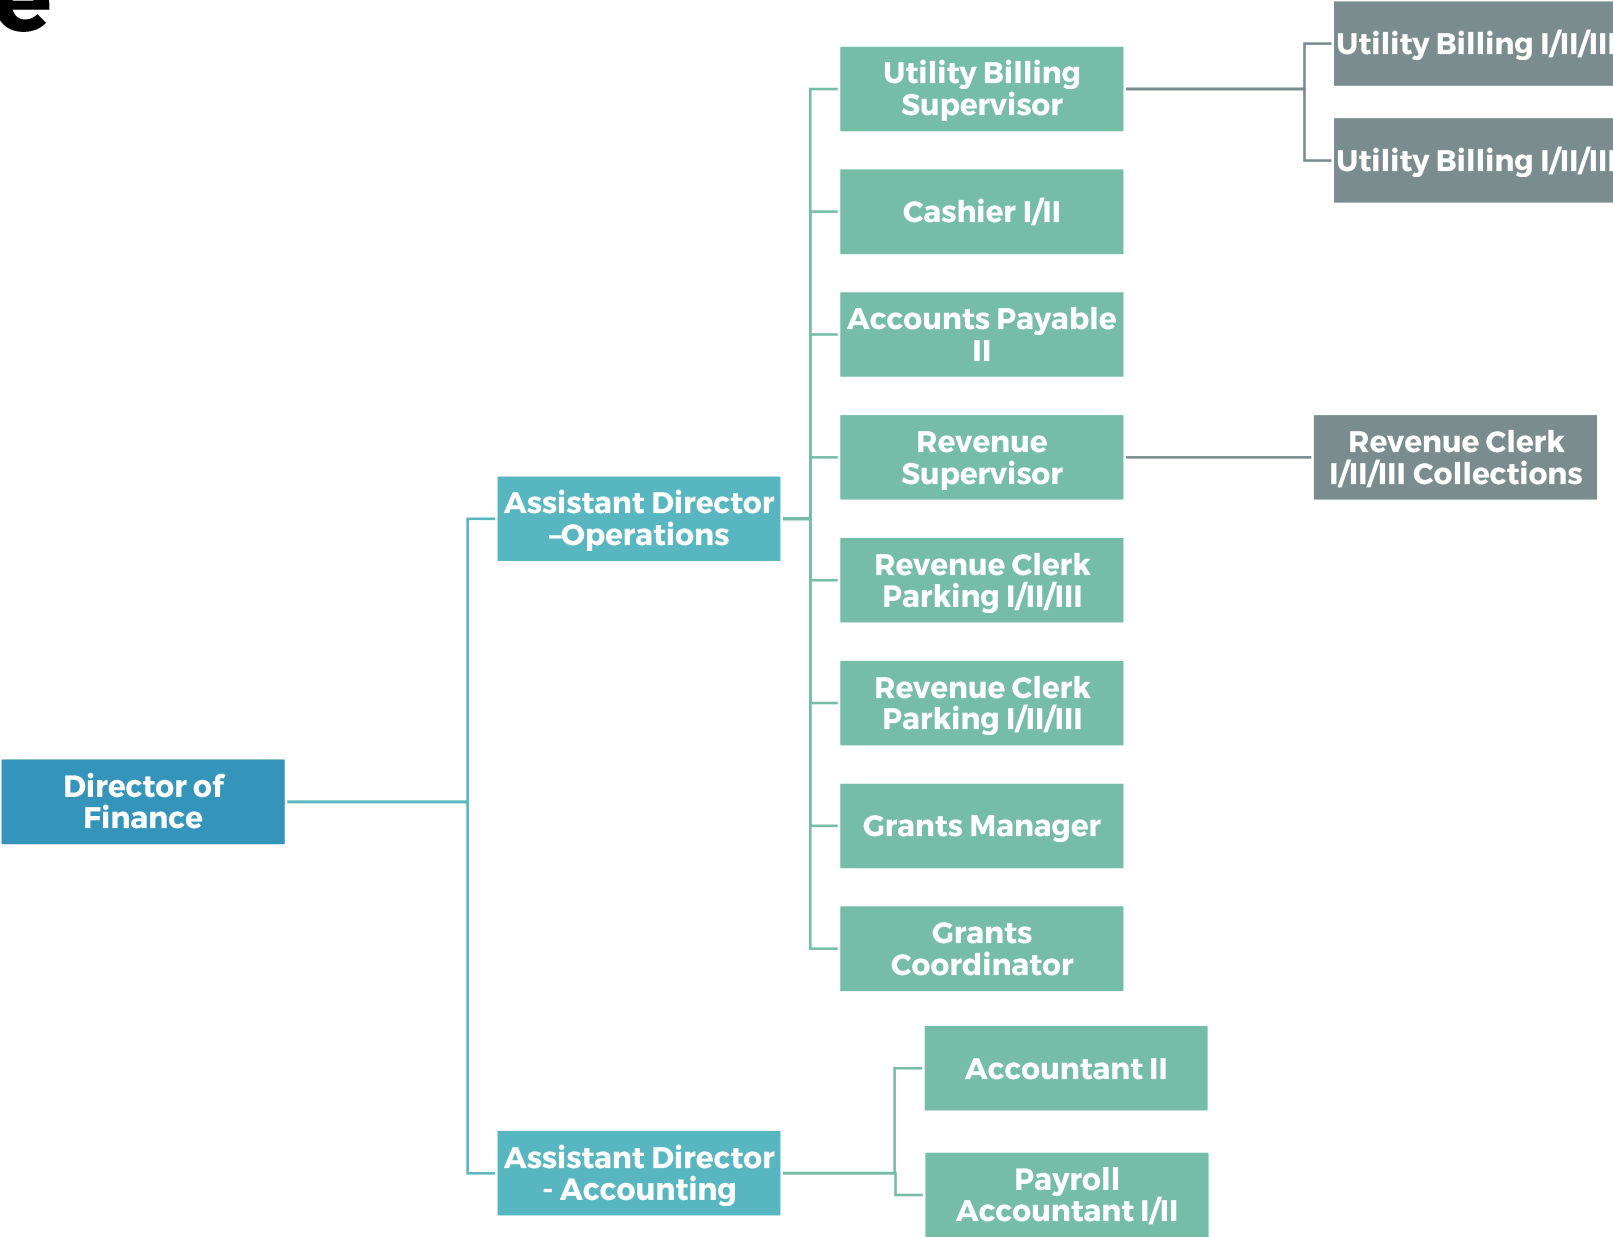 e
Utility Billing I/II/III
Utility Billing
Supervisor
Utility Billing I/II/III
Cashier I/II
Accounts Payable
II
Revenue
Supervisor
Revenue Clerk
I/II/III Collections
Assistant Director
–Operations
Revenue Clerk
Parking I/II/III
Revenue Clerk
Parking I/II/III
Director of
Finance
Grants Manager
Grants
Coordinator
Accountant II
Assistant Director
- Accounting
Payroll
Accountant I/II